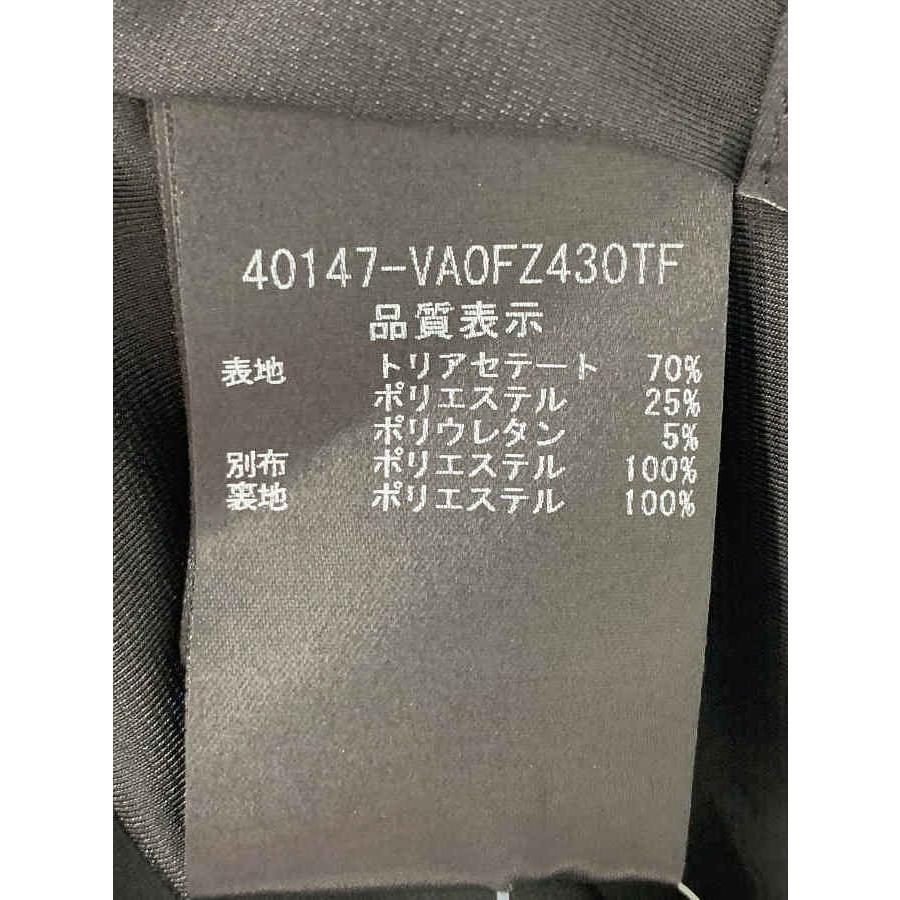 40147-VA0FZ430TF
品質表示
表地 トリアセテート 70%
ポリエステル 25%
ポリウレタン 5%
別布 ポリエステル 100%
裏地 ポリエステル 100%